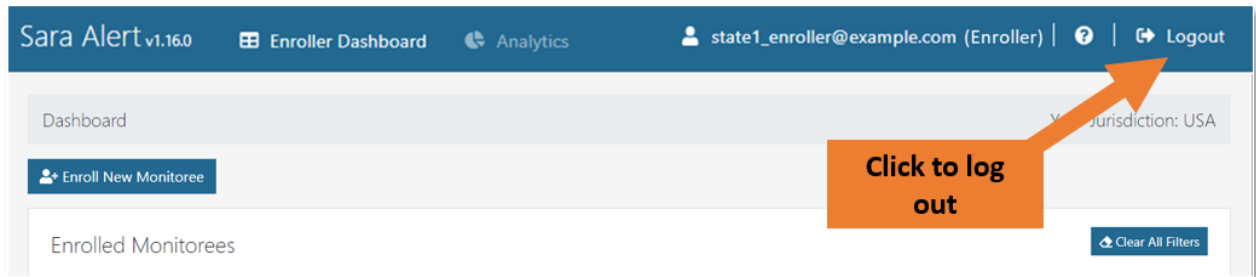 Sara Alert v1.16.0 Enroller Dashboard Analytics state1_enroller@example.com (Enroller) | ? | Logout
Dashboard Jurisdiction: USA
Enroll New Monitoree
Click to log
out
Enrolled Monitorees Clear All Filters